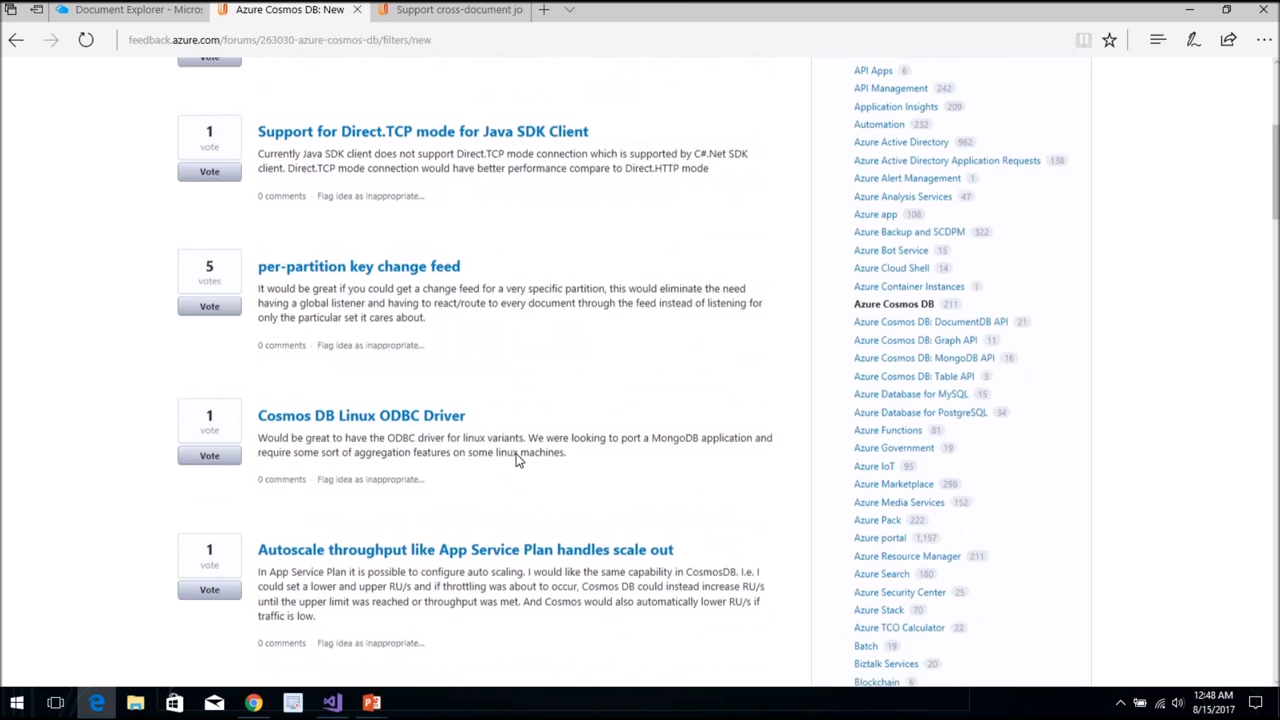 Document Explorer - Micros
Azure Cosmos DB: New
Support cross-document jo
feedback.azure.com/forums/263030-azure-cosmos-db/filters/new
Vote
1
vote
Vote
Support for Direct.TCP mode for Java SDK Client
Currently Java SDK client does not support Direct.TCP mode connection which is supported by C#.Net SDK
client. Direct.TCP mode connection would have better performance compare to Direct.HTTP mode
0 comments · Flag idea as inappropriate...
5
votes
Vote
per-partition key change feed
It would be great if you could get a change feed for a very specific partition, this would eliminate the need
having a global listener and having to react/route to every document through the feed instead of listening for
only the particular set it cares about.
0 comments · Flag idea as inappropriate...
1
vote
Vote
Cosmos DB Linux ODBC Driver
Would be great to have the ODBC driver for linux variants. We were looking to port a MongoDB application and
require some sort of aggregation features on some linux machines.
0 comments · Flag idea as inappropriate...
1
vote
Vote
Autoscale throughput like App Service Plan handles scale out
In App Service Plan it is possible to configure auto scaling. I would like the same capability in CosmosDB. I.e. I
could set a lower and upper RU/s and if throttling was about to occur, Cosmos DB could instead increase RU/s
until the upper limit was reached or throughput was met. And Cosmos would also automatically lower RU/s if
traffic is low.
0 comments · Flag idea as inappropriate...
API Apps 6
API Management 242
Application Insights 209
Automation 232
Azure Active Directory 962
Azure Active Directory Application Requests 138
Azure Alert Management 1
Azure Analysis Services 47
Azure app 108
Azure Backup and SCDPM 322
Azure Bot Service 15
Azure Cloud Shell 14
Azure Container Instances 1
Azure Cosmos DB 211
Azure Cosmos DB: DocumentDB API 21
Azure Cosmos DB: Graph API 11
Azure Cosmos DB: MongoDB API 16
Azure Cosmos DB: Table API 3
Azure Database for MySQL 15
Azure Database for PostgreSQL 34
Azure Functions 81
Azure Government 19
Azure IoT 95
Azure Marketplace 298
Azure Media Services 152
Azure Pack 222
Azure portal 1,157
Azure Resource Manager 211
Azure Search 180
Azure Security Center 25
Azure Stack 70
Azure TCO Calculator 22
Batch 19
Biztalk Services 20
Blockchain 6
12:48 AM
8/15/2017